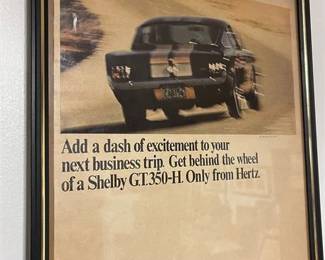 Add a dash of excitement to your
next business trip. Get behind the wheel
of a Shelby G.T. 350-H. Only from Hertz.